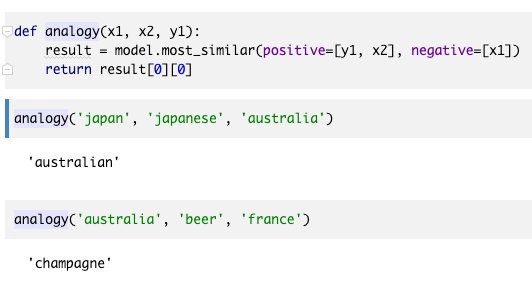 def analogy(x1, x2, y1):
    result = model.most_similar(positive=[y1, x2], negative=[x1])
    return result[0][0]
analogy('japan', 'japanese', 'australia')
'australian'
analogy('australia', 'beer', 'france')
'champagne'